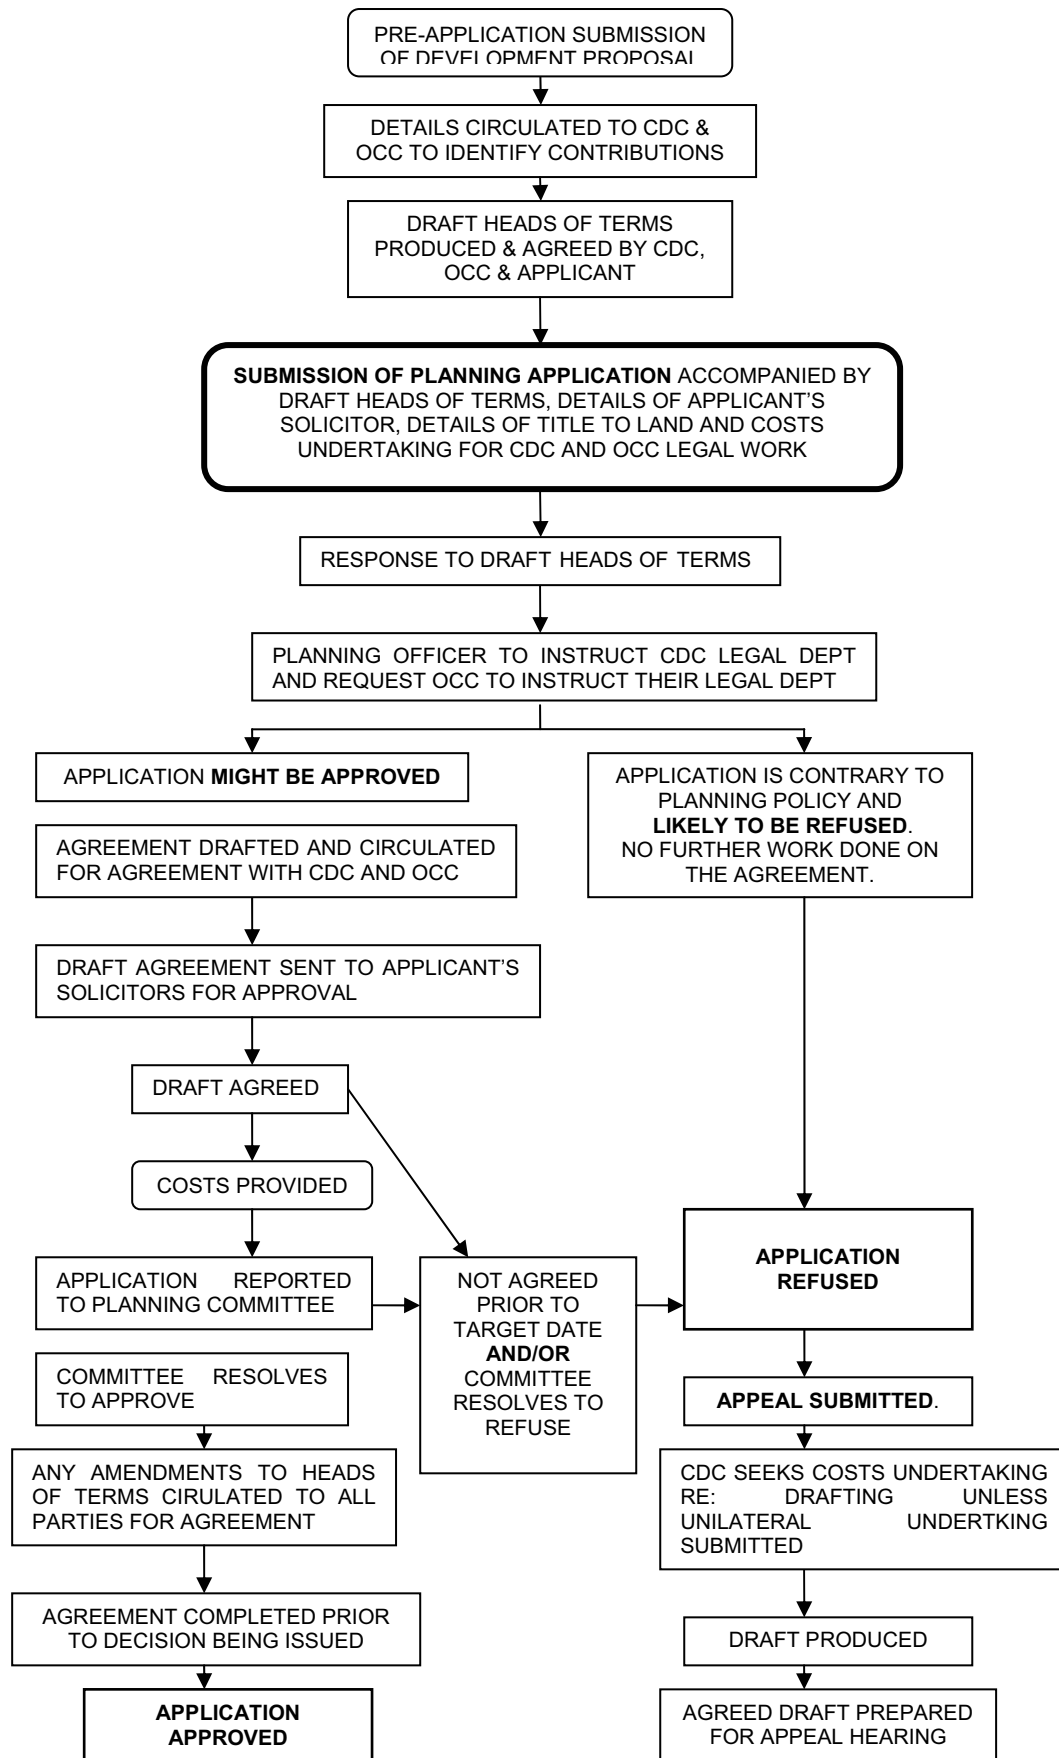 PRE-APPLICATION SUBMISSION
OF DEVELOPMENT PROPOSAL
DETAILS CIRCULATED TO CDC &
OCC TO IDENTIFY CONTRIBUTIONS
DRAFT HEADS OF TERMS
PRODUCED & AGREED BY CDC,
OCC & APPLICANT
SUBMISSION OF PLANNING APPLICATION ACCOMPANIED BY
DRAFT HEADS OF TERMS, DETAILS OF APPLICANT'S
SOLICITOR, DETAILS OF TITLE TO LAND AND COSTS
UNDERTAKING FOR CDC AND OCC LEGAL WORK
RESPONSE TO DRAFT HEADS OF TERMS
PLANNING OFFICER TO INSTRUCT CDC LEGAL DEPT
AND REQUEST OCC TO INSTRUCT THEIR LEGAL DEPT
APPLICATION MIGHT BE APPROVED
AGREEMENT DRAFTED AND CIRCULATED
FOR AGREEMENT WITH CDC AND OCC
DRAFT AGREEMENT SENT TO APPLICANT'S
SOLICITORS FOR APPROVAL
DRAFT AGREED
COSTS PROVIDED
APPLICATION REPORTED
TO PLANNING COMMITTEE
COMMITTEE RESOLVES
TO APPROVE
ANY AMENDMENTS TO HEADS
OF TERMS CIRULATED TO ALL
PARTIES FOR AGREEMENT
AGREEMENT COMPLETED PRIOR
TO DECISION BEING ISSUED
APPLICATION
APPROVED
NOT AGREED
PRIOR TO
TARGET DATE
AND/OR
COMMITTEE
RESOLVES TO
REFUSE
APPLICATION IS CONTRARY TO
PLANNING POLICY AND
LIKELY TO BE REFUSED.
NO FURTHER WORK DONE ON
THE AGREEMENT.
APPLICATION
REFUSED
APPEAL SUBMITTED.
CDC SEEKS COSTS UNDERTAKING
RE: DRAFTING UNLESS
UNILATERAL UNDERTKING
SUBMITTED
DRAFT PRODUCED
AGREED DRAFT PREPARED
FOR APPEAL HEARING